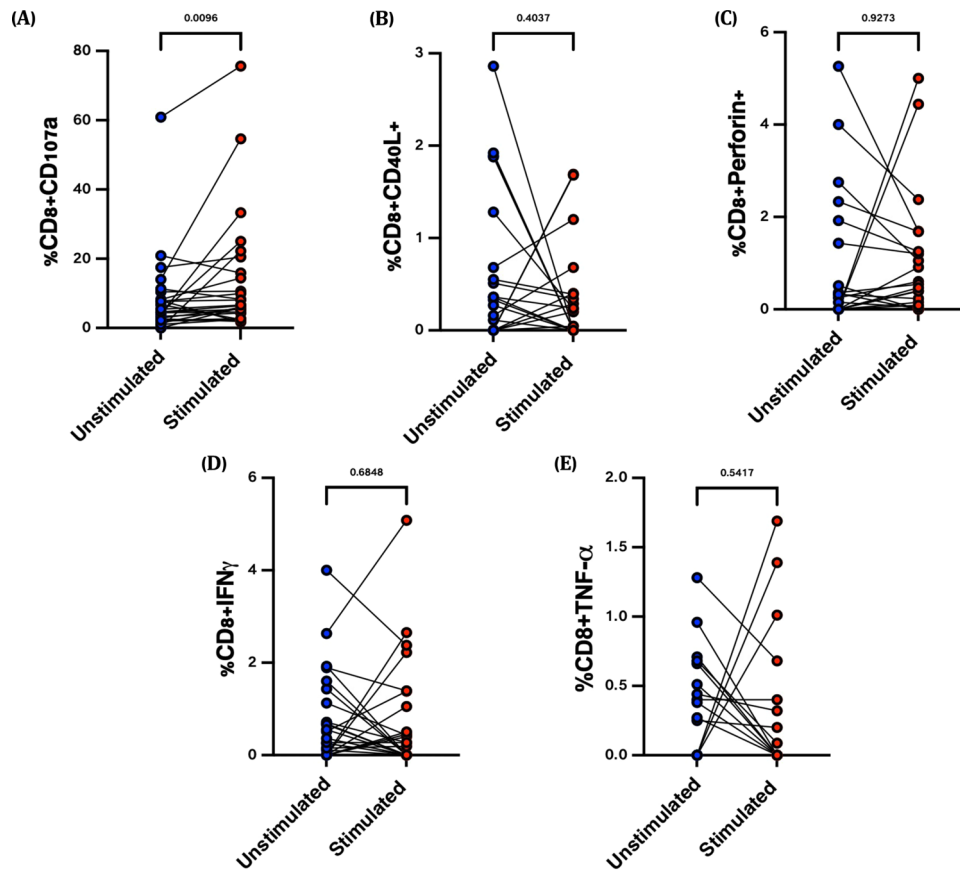 (A)
0.0096
80
60
40
20
0
%CD8+CD107a
Unstimulated
Stimulated
(B)
0.4037
3
2
1
0
%CD8+CD40L+
Unstimulated
Stimulated
(C)
0.9273
6
4
2
0
%CD8+Perforin+
Unstimulated
Stimulated
(D)
0.6848
6
4
2
0
%CD8+IFNγ
Unstimulated
Stimulated
(E)
0.5417
2.0
1.5
1.0
0.5
0.0
%CD8+TNF-α
Unstimulated
Stimulated